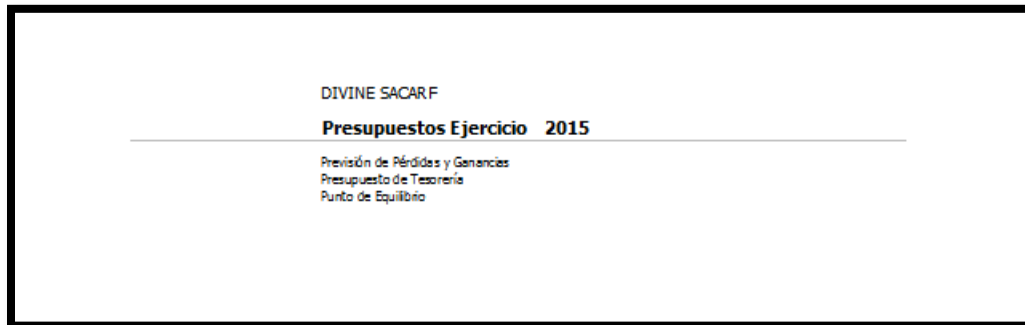 DIVINE SACARF
Presupuestos Ejercicio 2015
Previsión de Pérdidas y Ganancias
Presupuesto de Tesorería
Punto de Equilibrio